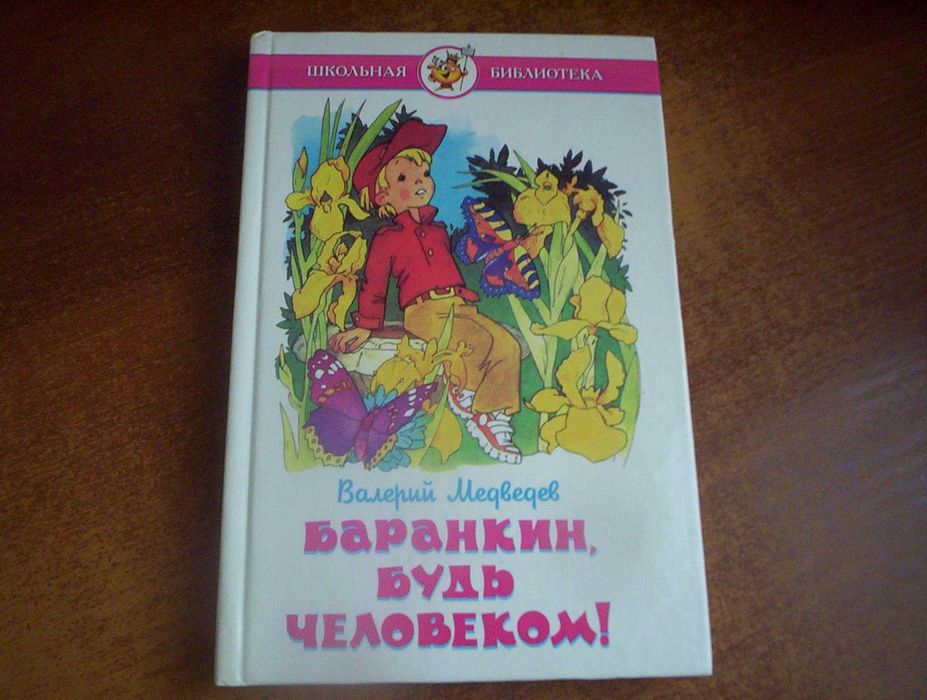 ШКОЛЬНАЯ БИБЛИОТЕКА
Валерий Медведев
БАРАНКИН,
БУДЬ
ЧЕЛОВЕКОМ!